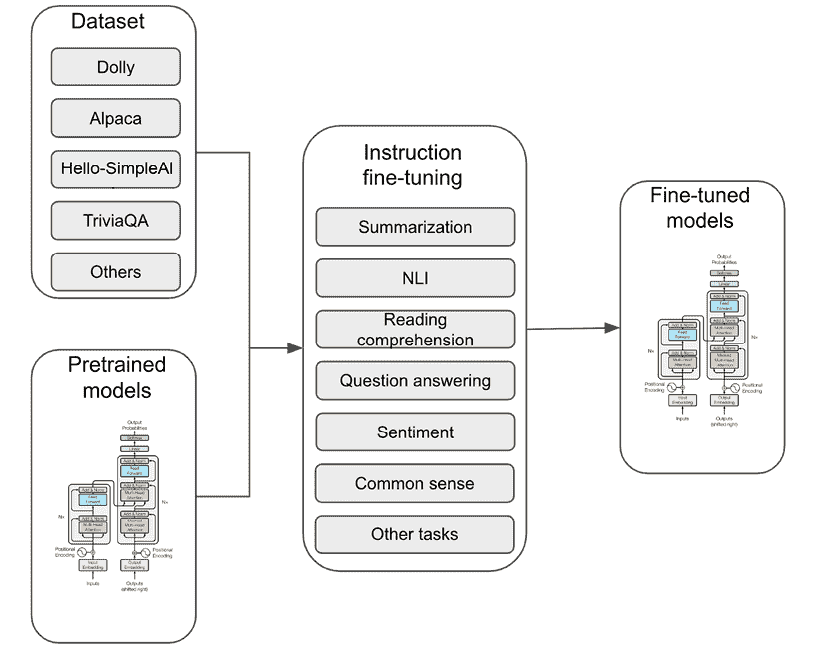 Dataset
Dolly
Alpaca
Hello-SimpleAI
TriviaQA
Others
Pretrained
models
Output
Probabilities
Softmax
Linear
Add & Norm
Feed
Forward
Add & Norm
Multi-Head
Attention
Add & Norm
Masked
Multi-Head
Attention
Add & Norm
Feed
Forward
Add & Norm
Multi-Head
Attention
Nx
Nx
Positional
Encoding
Positional
Encoding
Input
Embedding
Output
Embedding
Inputs
Outputs
(shifted right)
Instruction
fine-tuning
Summarization
NLI
Reading
comprehension
Question answering
Sentiment
Common sense
Other tasks
Fine-tuned
models
Output
Probabilities
Softmax
Linear
Add & Norm
Feed
Forward
Add & Norm
Multi-Head
Attention
Add & Norm
Masked
Multi-Head
Attention
Add & Norm
Feed
Forward
Add & Norm
Multi-Head
Attention
Nx
Nx
Positional
Encoding
Positional
Encoding
Input
Embedding
Output
Embedding
Inputs
Outputs
(shifted right)